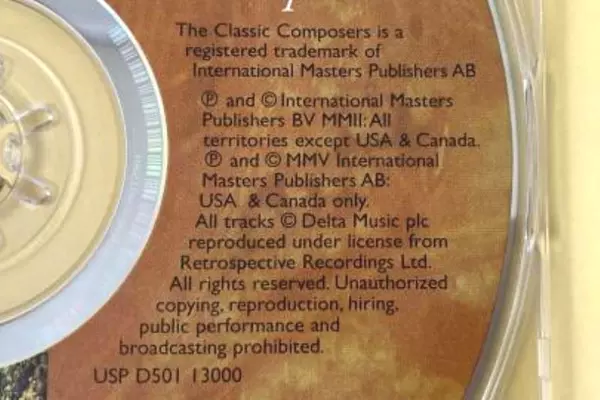 The Classic Composers is a
registered trademark of
International Masters Publishers AB
℗ and © International Masters
Publishers BV MMII: All
territories except USA & Canada.
℗ and © MMV International
Masters Publishers AB:
USA & Canada only.
All tracks © Delta Music plc
reproduced under license from
Retrospective Recordings Ltd.
All rights reserved. Unauthorized
copying, reproduction, hiring,
public performance and
broadcasting prohibited.
USP D501 13000